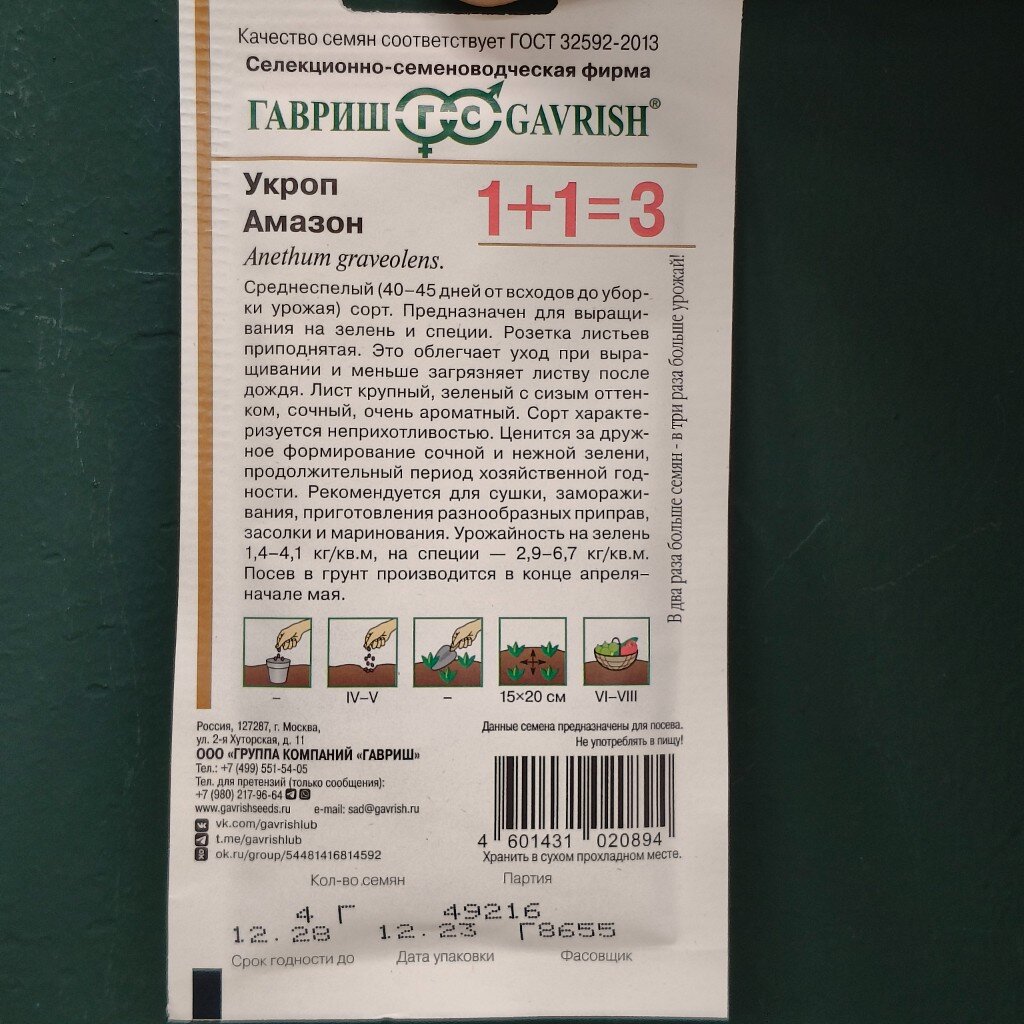 Качество семян соответствует ГОСТ 32592-2013
Селекционно-семеноводческая фирма
ГАВРИШ ГС GAVRISH®
Укроп
Амазон
1+1=3
Anethum graveolens.
Среднеспелый (40–45 дней от всходов до убор-
ки урожая) сорт. Предназначен для выращи-
вания на зелень и специи. Розетка листьев
приподнятая. Это облегчает уход при выра-
щивании и меньше загрязняет листву после
дождя. Лист крупный, зеленый с сизым оттен-
ком, сочный, очень ароматный. Сорт характе-
ризуется неприхотливостью. Ценится за друж-
ное формирование сочной и нежной зелени,
продолжительный период хозяйственной год-
ности. Рекомендуется для сушки, заморажи-
вания, приготовления разнообразных приправ,
засолки и маринования. Урожайность на зелень
1,4–4,1 кг/кв.м, на специи — 2,9–6,7 кг/кв.м.
Посев в грунт производится в конце апреля–
начале мая.
В два раза больше семян - в три раза больше урожай!
– IV–V – 15×20 см VI–VIII
Россия, 127287, г. Москва,
ул. 2-я Хуторская, д. 11
ООО «ГРУППА КОМПАНИЙ «ГАВРИШ»
Тел.: +7 (499) 551-54-05
Тел. для претензий (только сообщения):
+7 (980) 217-96-64
www.gavrishseeds.ru e-mail: sad@gavrish.ru
vk.com/gavrishlub
t.me/gavrishlub
ok.ru/group/54481416814592
Данные семена предназначены для посева.
Не употреблять в пищу!
4 601431 020894
Хранить в сухом прохладном месте.
Кол-во семян Партия
4 Г 49216
12.28 12.23 Г8655
Срок годности до Дата упаковки Фасовщик